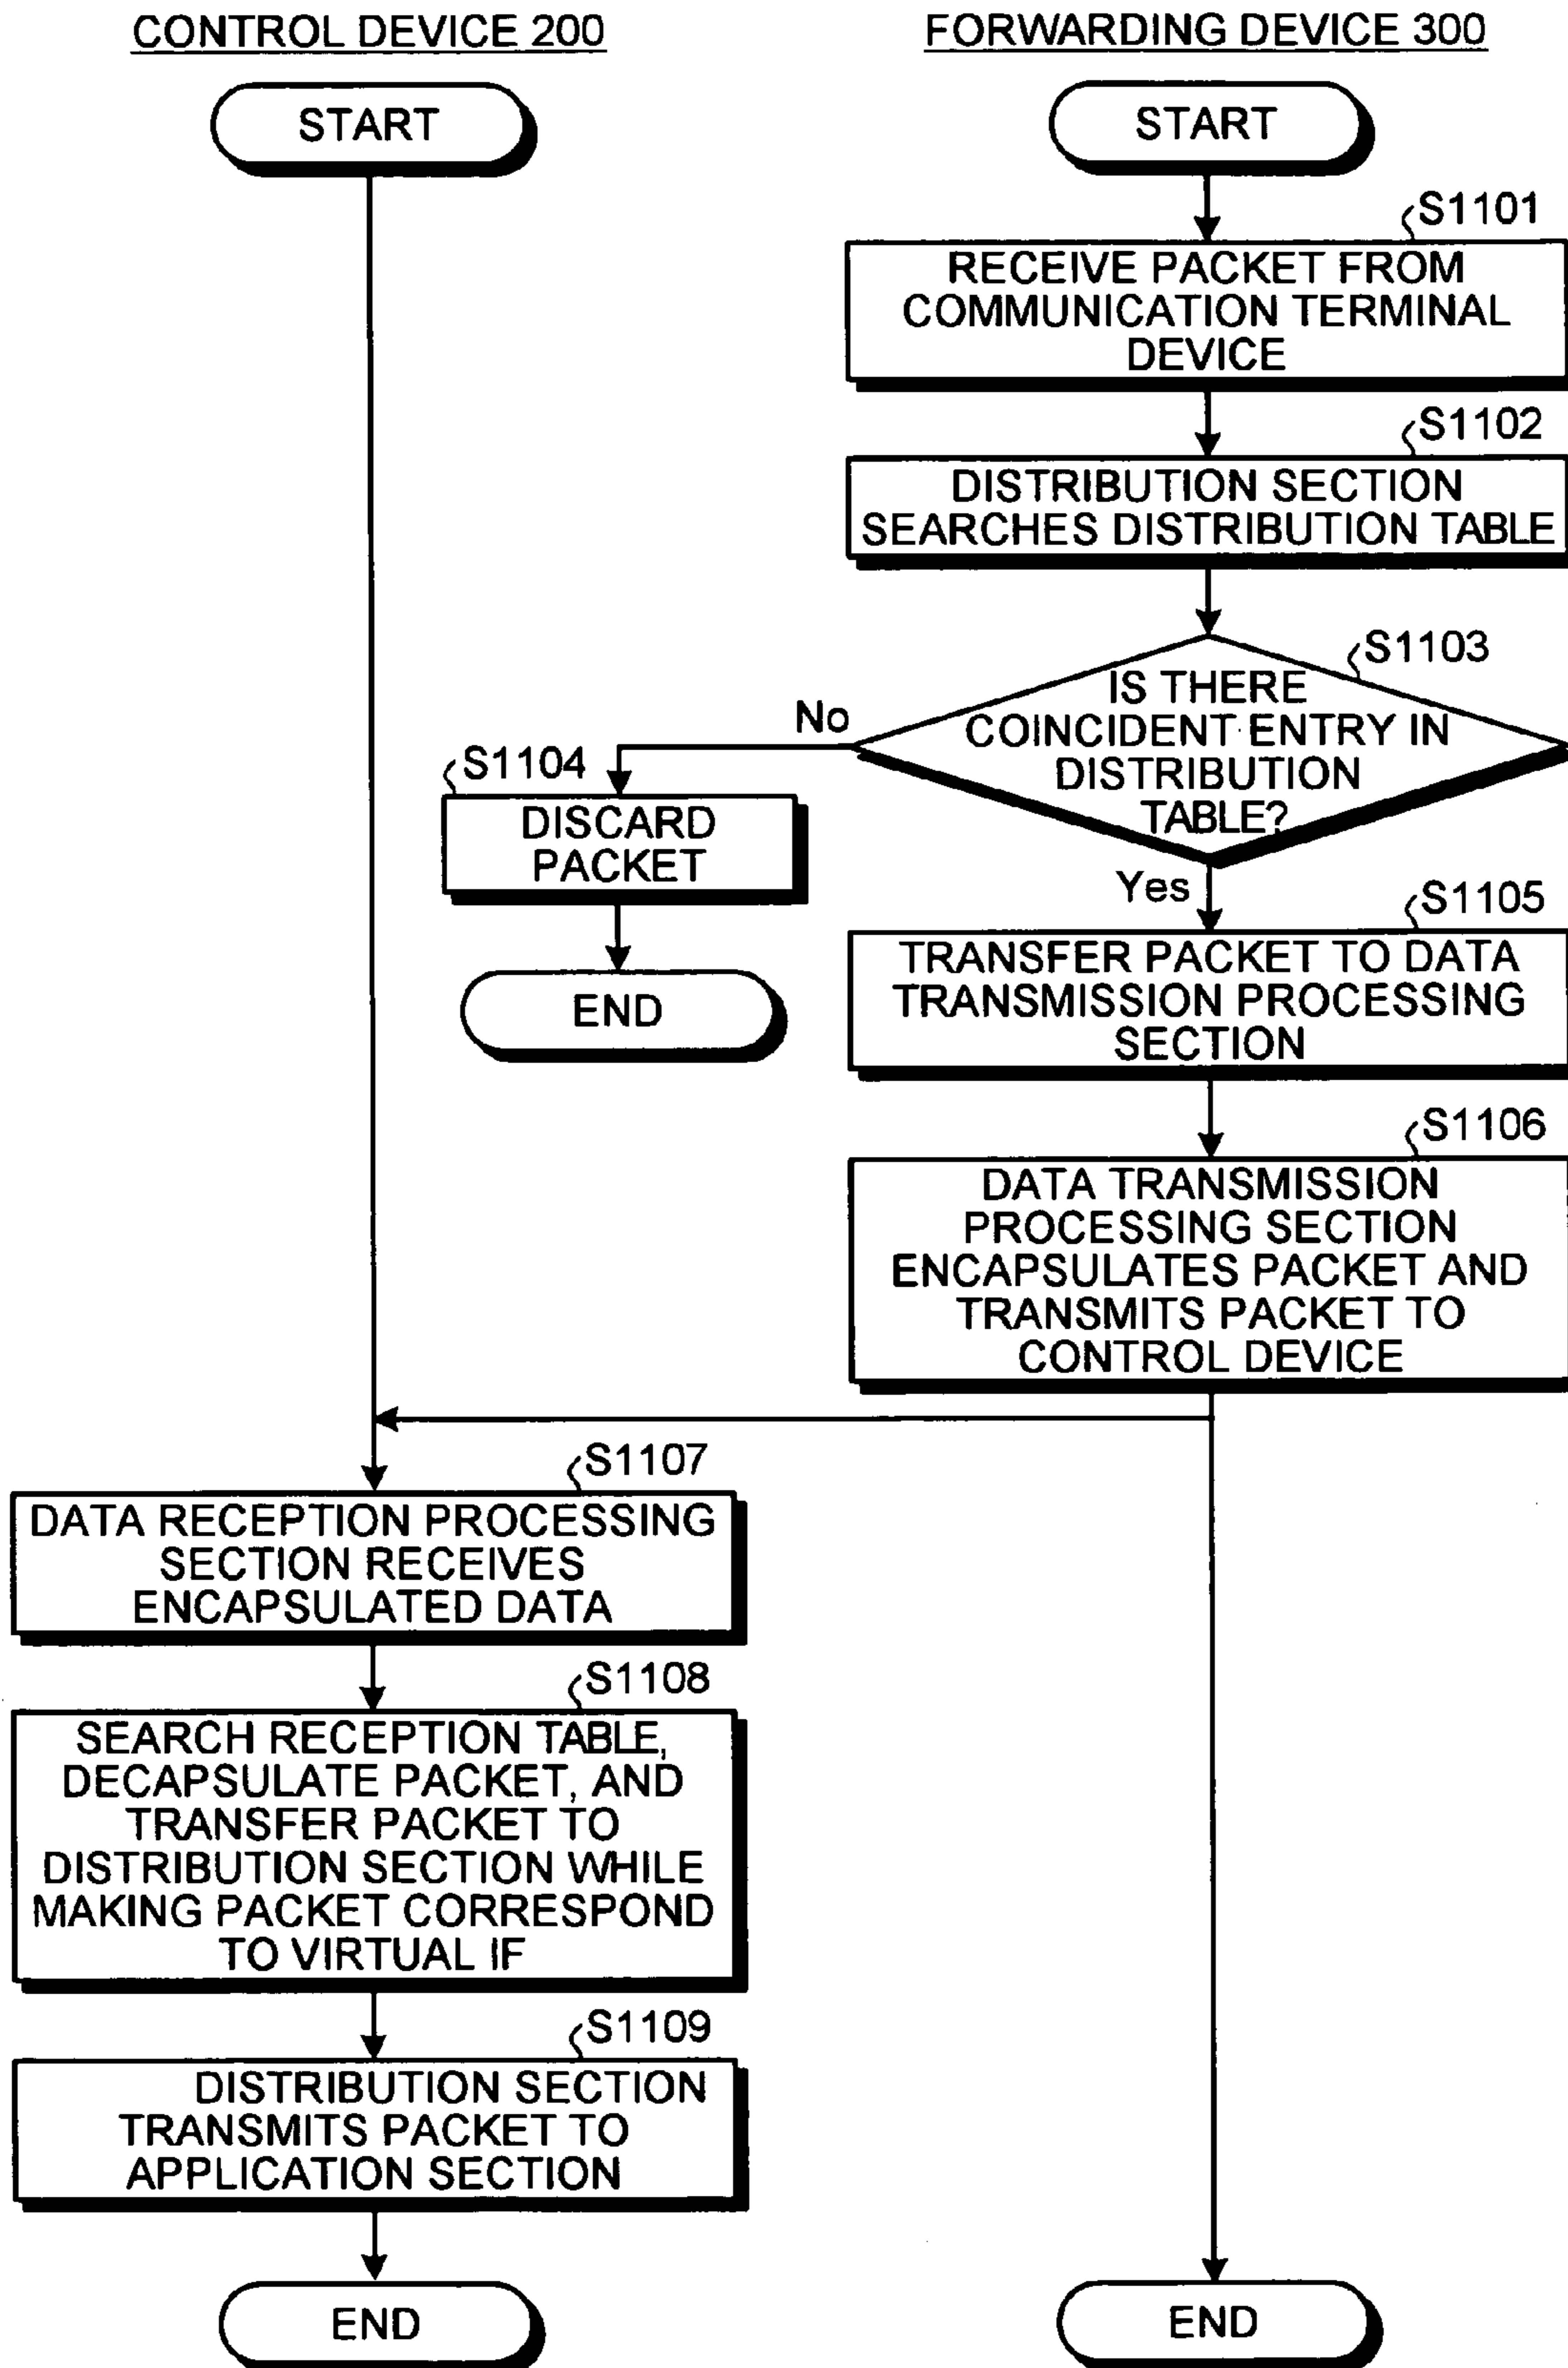 CONTROL DEVICE 200
FORWARDING DEVICE 300
START
START
S1101
RECEIVE PACKET FROM
COMMUNICATION TERMINAL
DEVICE
S1102
DISTRIBUTION SECTION
SEARCHES DISTRIBUTION TABLE
S1103
IS THERE
COINCIDENT ENTRY IN
DISTRIBUTION
TABLE?
No
S1104
DISCARD
PACKET
END
Yes
S1105
TRANSFER PACKET TO DATA
TRANSMISSION PROCESSING
SECTION
S1106
DATA TRANSMISSION
PROCESSING SECTION
ENCAPSULATES PACKET AND
TRANSMITS PACKET TO
CONTROL DEVICE
S1107
DATA RECEPTION PROCESSING
SECTION RECEIVES
ENCAPSULATED DATA
S1108
SEARCH RECEPTION TABLE,
DECAPSULATE PACKET, AND
TRANSFER PACKET TO
DISTRIBUTION SECTION WHILE
MAKING PACKET CORRESPOND
TO VIRTUAL IF
S1109
DISTRIBUTION SECTION
TRANSMITS PACKET TO
APPLICATION SECTION
END
END